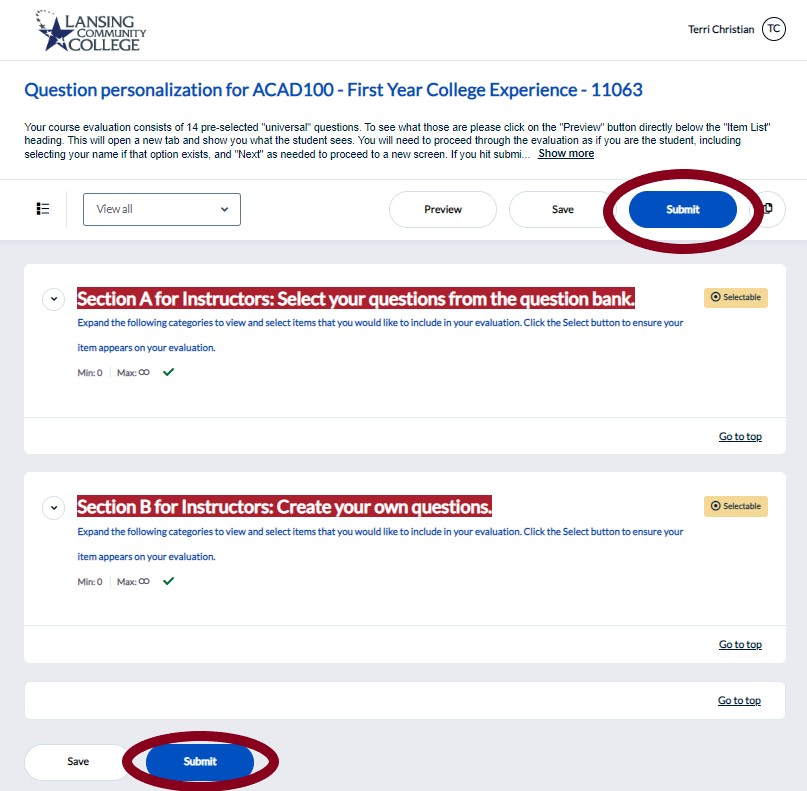 LANSING
COMMUNITY
COLLEGE
Terri Christian TC
Question personalization for ACAD100 - First Year College Experience - 11063
Your course evaluation consists of 14 pre-selected "universal" questions. To see what those are please click on the "Preview" button directly below the "Item List"
heading. This will open a new tab and show you what the student sees. You will need to proceed through the evaluation as if you are the student, including
selecting your name if that option exists, and "Next" as needed to proceed to a new screen. If you hit submi... Show more
View all Preview Save Submit
Section A for Instructors: Select your questions from the question bank. Selectable
Expand the following categories to view and select items that you would like to include in your evaluation. Click the Select button to ensure your
item appears on your evaluation.
Min: 0 Max: ∞
Go to top
Section B for Instructors: Create your own questions. Selectable
Expand the following categories to view and select items that you would like to include in your evaluation. Click the Select button to ensure your
item appears on your evaluation.
Min: 0 Max: ∞
Go to top
Go to top
Save Submit